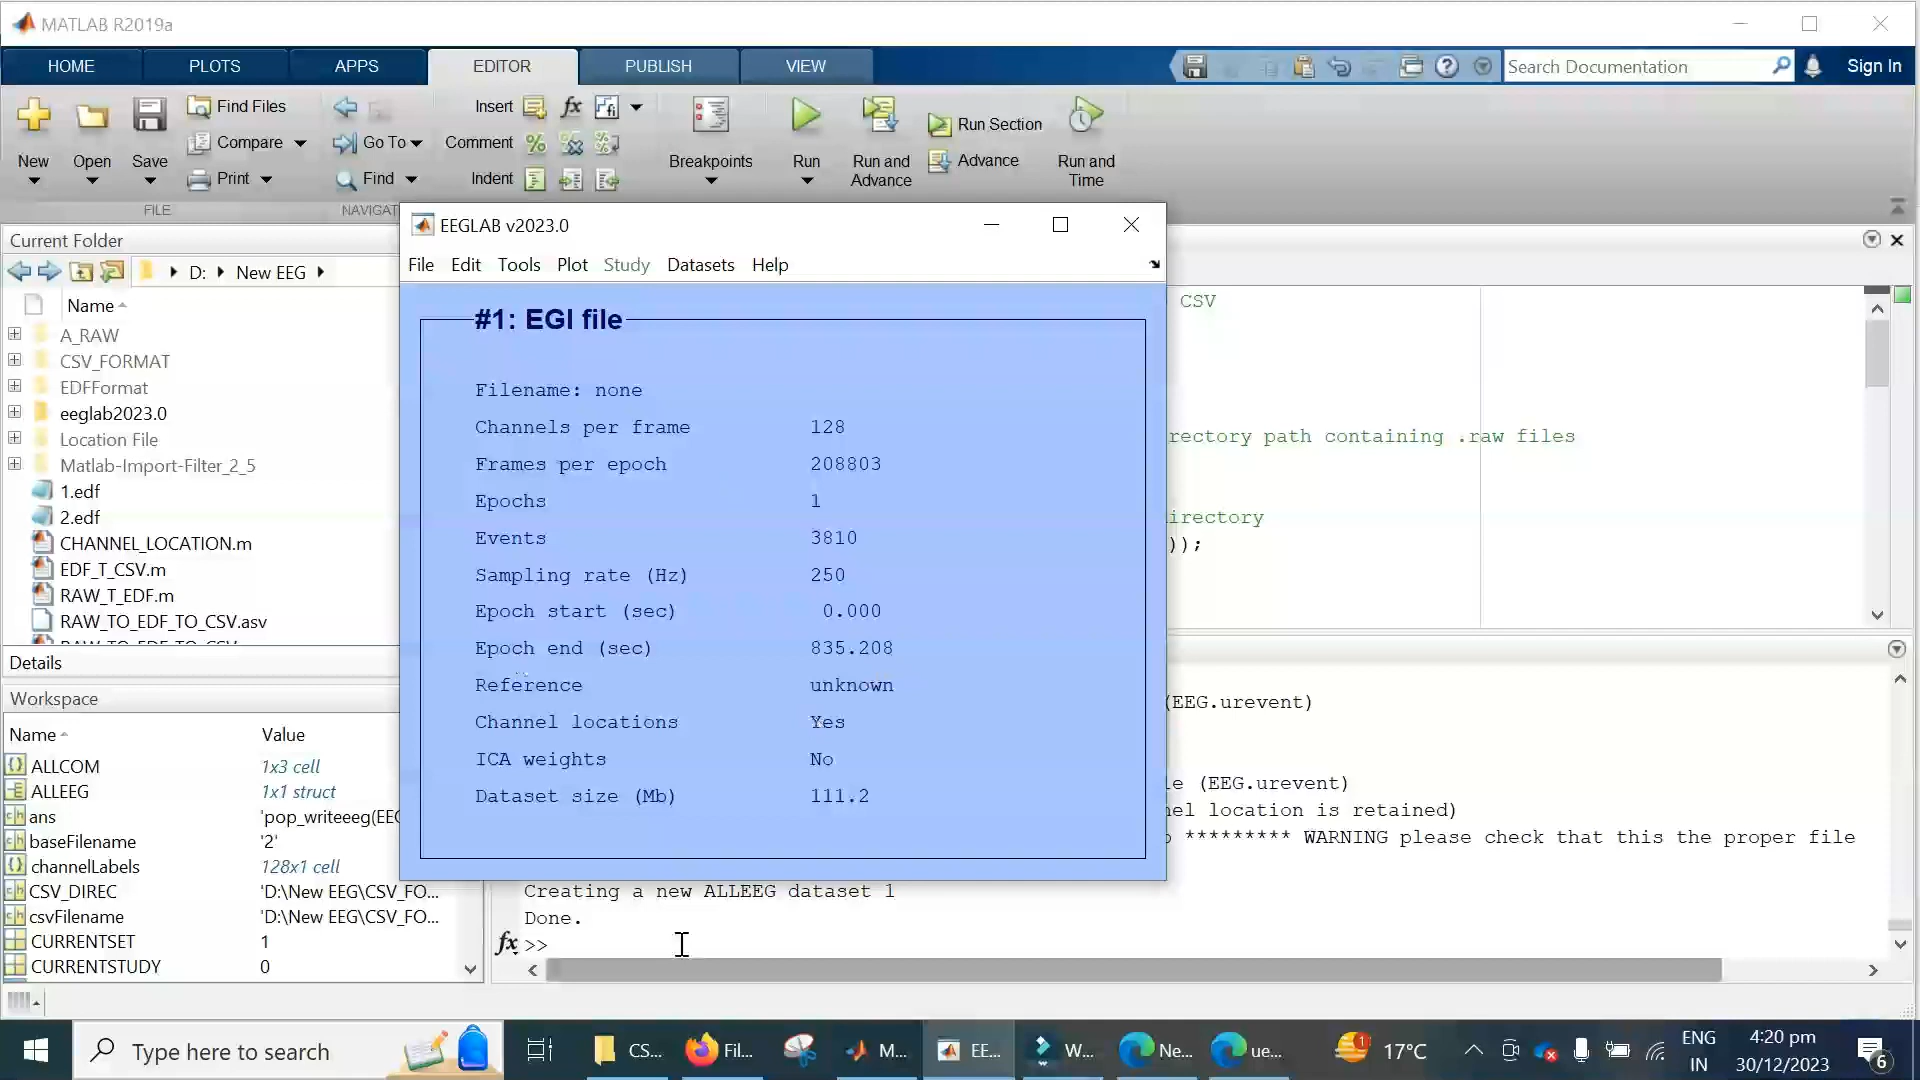 MATLAB R2019a
HOME PLOTS APPS EDITOR PUBLISH VIEW
Search Documentation
Sign In
New
Open
Save
Find Files
Compare
Print
Go To
Find
Insert
fx
fi
Comment
Indent
Breakpoints
Run
Run and Advance
Run Section
Advance
Run and Time
FILE
NAVIGAT
Current Folder
D: New EEG
Name
A_RAW
CSV_FORMAT
EDFFormat
eeglab2023.0
Location File
Matlab-Import-Filter_2_5
1.edf
2.edf
CHANNEL_LOCATION.m
EDF_T_CSV.m
RAW_T_EDF.m
RAW_TO_EDF_TO_CSV.asv
Details
Workspace
Name Value
ALLCOM 1x3 cell
ALLEEG 1x1 struct
ans 'pop_writeeeg(EEG
baseFilename '2'
channelLabels 128x1 cell
CSV_DIREC 'D:\New EEG\CSV_FO...
csvFilename 'D:\New EEG\CSV_FO...
CURRENTSET 1
CURRENTSTUDY 0
EEGLAB v2023.0
File Edit Tools Plot Study Datasets Help
#1: EGI file
Filename: none
Channels per frame 128
Frames per epoch 208803
Epochs 1
Events 3810
Sampling rate (Hz) 250
Epoch start (sec) 0.000
Epoch end (sec) 835.208
Reference unknown
Channel locations Yes
ICA weights No
Dataset size (Mb) 111.2
CSV
rectory path containing .raw files
irectory
));
(EEG.urevent)
le (EEG.urevent)
nel location is retained)
********* WARNING please check that this the proper file
Creating a new ALLEEG dataset 1
Done.
fx >>
Type here to search
CS...
Fil...
M...
EE...
W...
Ne...
ue...
1
17°C
ENG
IN
4:20 pm
30/12/2023
6